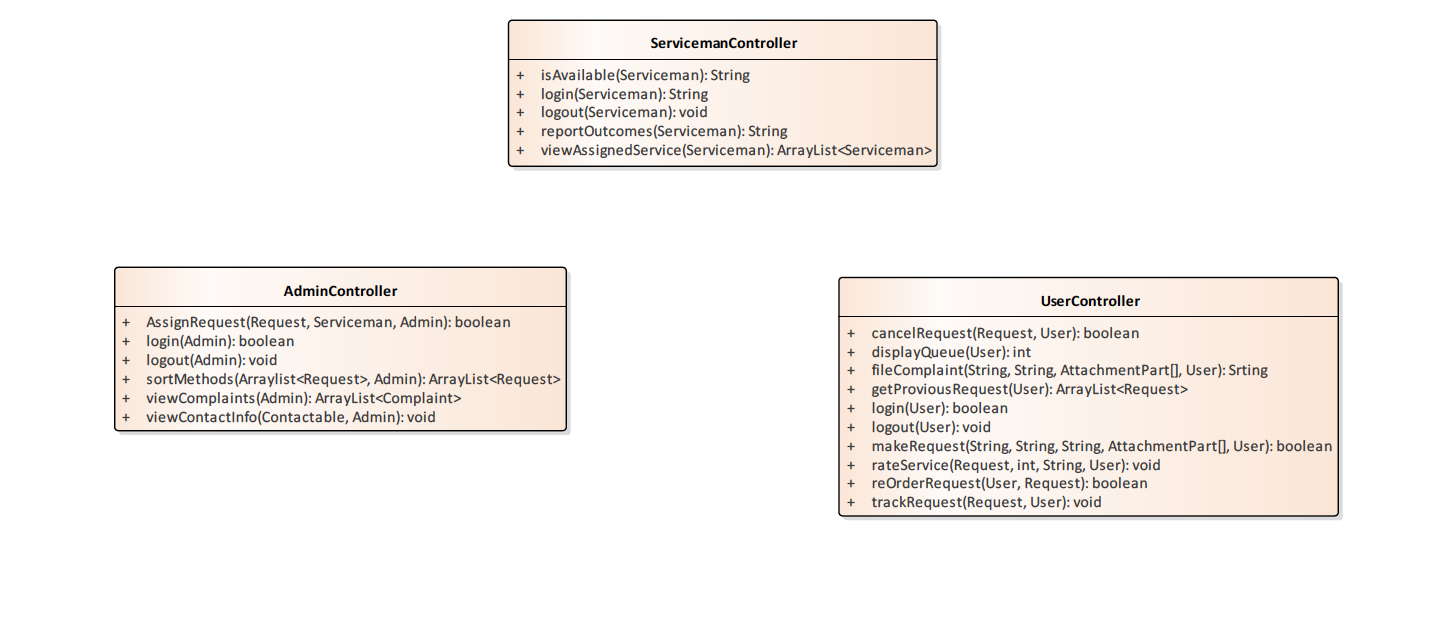 ServicemanController
+ isAvailable(Serviceman): String
+ login(Serviceman): String
+ logout(Serviceman): void
+ reportOutcomes(Serviceman): String
+ viewAssignedService(Serviceman): ArrayList<Serviceman>
AdminController
+ AssignRequest(Request, Serviceman, Admin): boolean
+ login(Admin): boolean
+ logout(Admin): void
+ sortMethods(Arraylist<Request>, Admin): ArrayList<Request>
+ viewComplaints(Admin): ArrayList<Complaint>
+ viewContactInfo(Contactable, Admin): void
UserController
+ cancelRequest(Request, User): boolean
+ displayQueue(User): int
+ fileComplaint(String, String, AttachmentPart[], User): Srting
+ getProviousRequest(User): ArrayList<Request>
+ login(User): boolean
+ logout(User): void
+ makeRequest(String, String, String, AttachmentPart[], User): boolean
+ rateService(Request, int, String, User): void
+ reOrderRequest(User, Request): boolean
+ trackRequest(Request, User): void